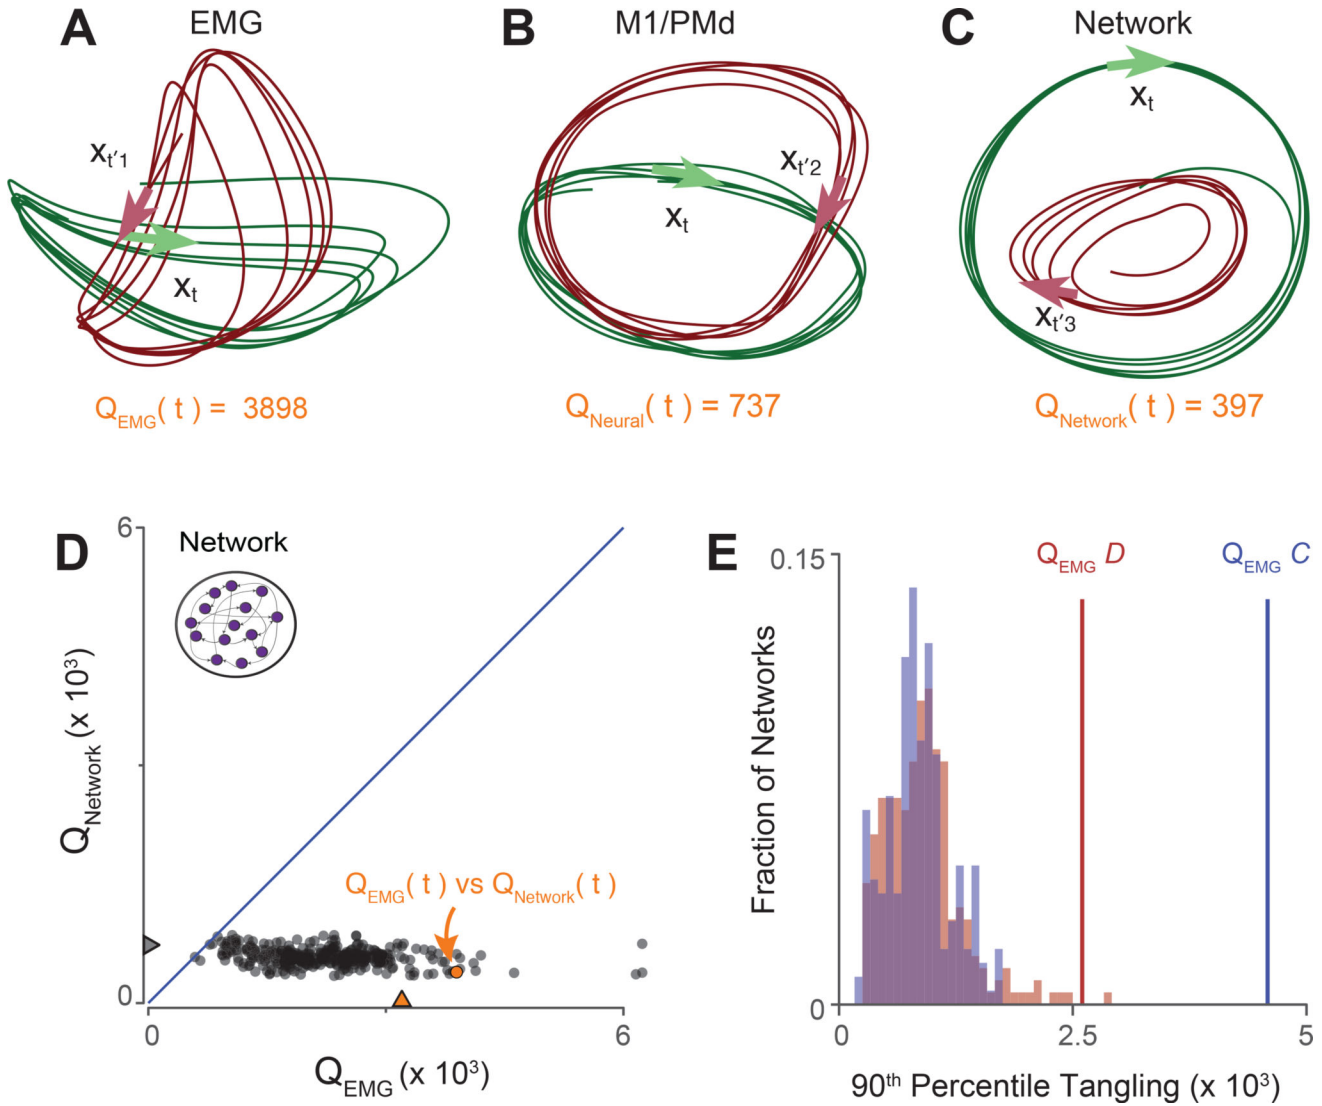 A EMG
B M1/PMd
C Network
x_t'1
x_t
x_t'2
x_t
x_t
x_t'3
Q_EMG( t ) = 3898
Q_Neural( t ) = 737
Q_Network( t ) = 397
D
Network
6
0
Q_Network (x 10³)
Q_EMG( t ) vs Q_Network( t )
0
6
Q_EMG (x 10³)
E
Q_EMG D
Q_EMG C
0.15
0
Fraction of Networks
0
2.5
5
90th Percentile Tangling (x 10³)